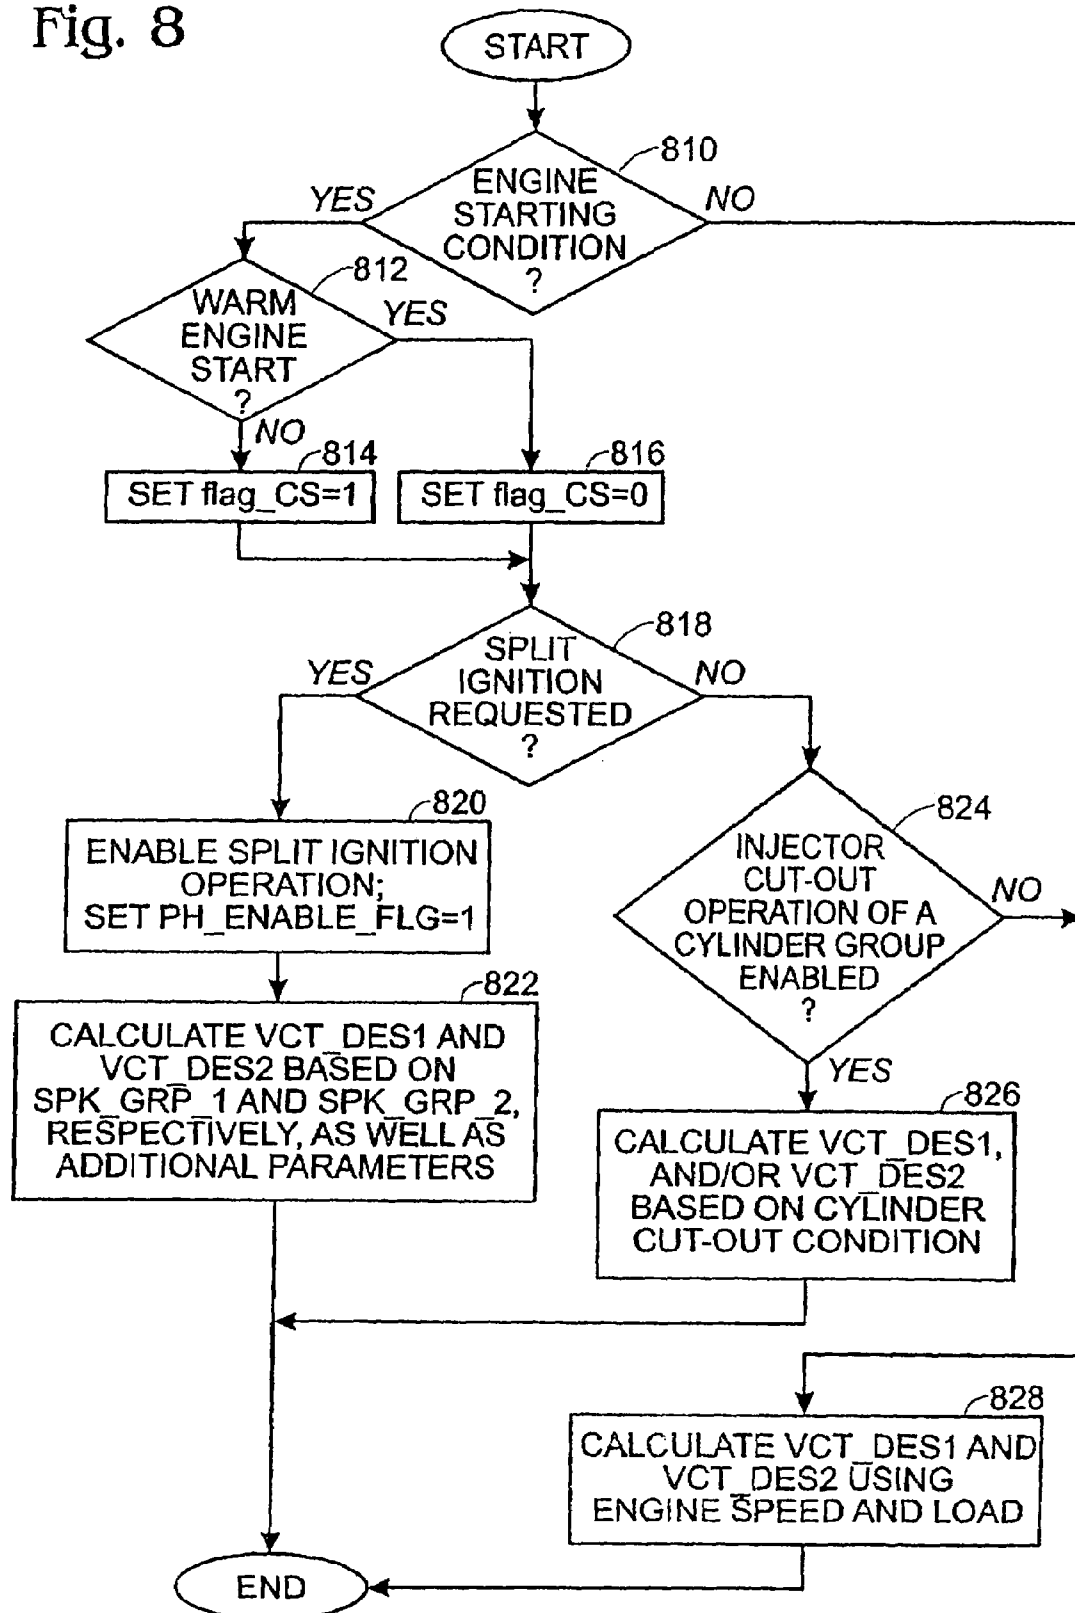 Fig. 8
START
810
ENGINE
STARTING
CONDITION
?
YES
NO
812
WARM
ENGINE
START
?
YES
NO
814
SET flag_CS=1
816
SET flag_CS=0
818
SPLIT
IGNITION
REQUESTED
?
YES
NO
820
ENABLE SPLIT IGNITION
OPERATION;
SET PH_ENABLE_FLG=1
824
INJECTOR
CUT-OUT
OPERATION OF A
CYLINDER GROUP
ENABLED
?
NO
YES
822
CALCULATE VCT_DES1 AND
VCT_DES2 BASED ON
SPK_GRP_1 AND SPK_GRP_2,
RESPECTIVELY, AS WELL AS
ADDITIONAL PARAMETERS
826
CALCULATE VCT_DES1,
AND/OR VCT_DES2
BASED ON CYLINDER
CUT-OUT CONDITION
828
CALCULATE VCT_DES1 AND
VCT_DES2 USING
ENGINE SPEED AND LOAD
END